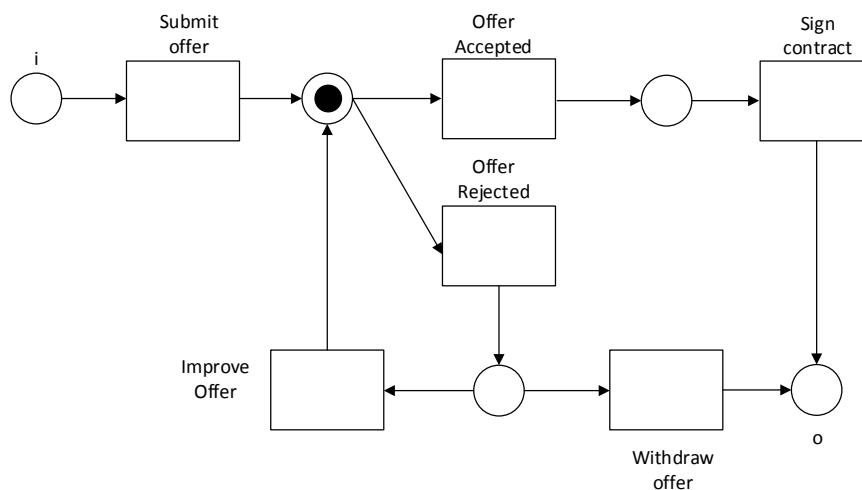 i
Submit
offer
Offer
Accepted
Sign
contract
Offer
Rejected
Improve
Offer
Withdraw
offer
o